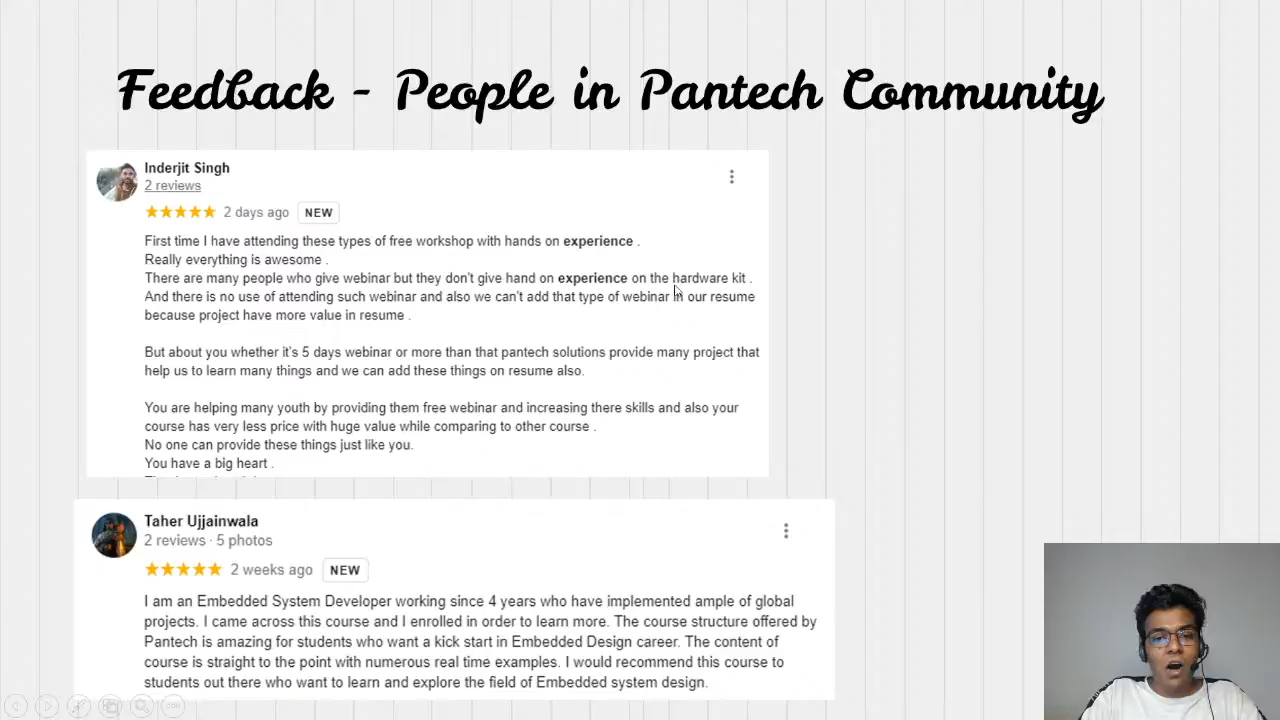 Feedback - People in Pantech Community
Inderjit Singh
2 reviews
2 days ago NEW
First time I have attending these types of free workshop with hands on experience .
Really everything is awesome .
There are many people who give webinar but they don't give hand on experience on the hardware kit .
And there is no use of attending such webinar and also we can't add that type of webinar in our resume
because project have more value in resume .
But about you whether it's 5 days webinar or more than that pantech solutions provide many project that
help us to learn many things and we can add these things on resume also.
You are helping many youth by providing them free webinar and increasing there skills and also your
course has very less price with huge value while comparing to other course .
No one can provide these things just like you.
You have a big heart .
Taher Ujjainwala
2 reviews · 5 photos
2 weeks ago NEW
I am an Embedded System Developer working since 4 years who have implemented ample of global
projects. I came across this course and I enrolled in order to learn more. The course structure offered by
Pantech is amazing for students who want a kick start in Embedded Design career. The content of
course is straight to the point with numerous real time examples. I would recommend this course to
students out there who want to learn and explore the field of Embedded system design.